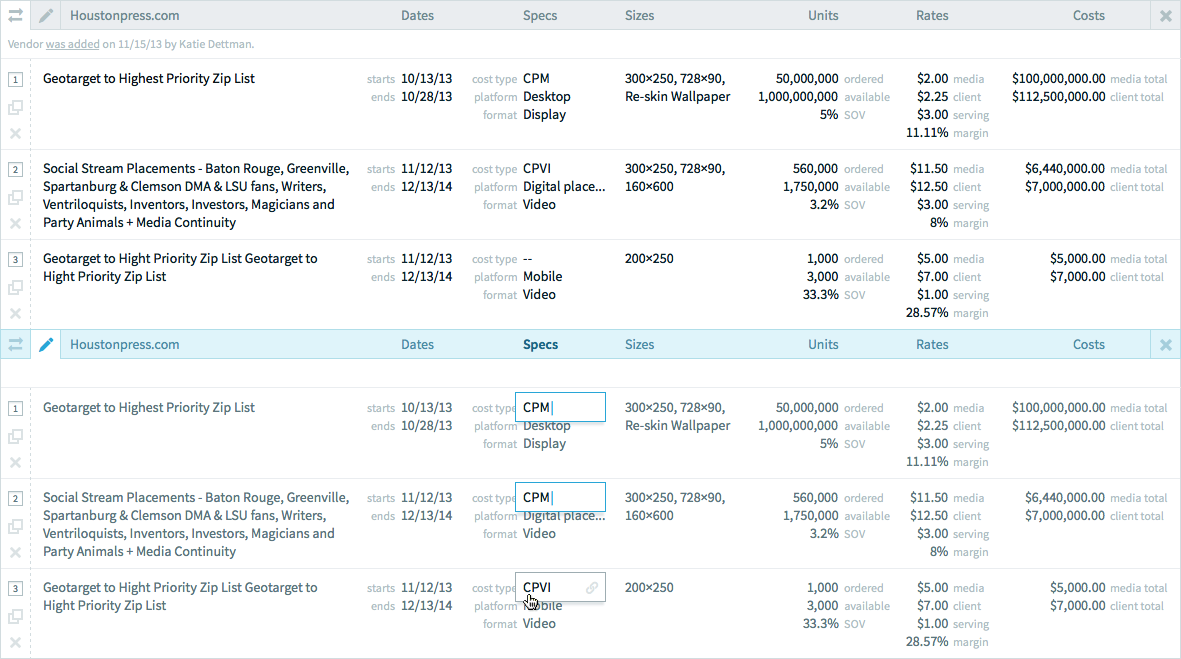 Houstonpress.com Dates Specs Sizes Units Rates Costs
Vendor was added on 11/15/13 by Katie Dettman.
1 Geotarget to Highest Priority Zip List starts 10/13/13 cost type CPM 300×250, 728×90, 50,000,000 ordered $2.00 media $100,000,000.00 media total
ends 10/28/13 platform Desktop Re-skin Wallpaper 1,000,000,000 available $2.25 client $112,500,000.00 client total
format Display 5% SOV $3.00 serving
11.11% margin
2 Social Stream Placements - Baton Rouge, Greenville, starts 11/12/13 cost type CPVI 300×250, 728×90, 560,000 ordered $11.50 media $6,440,000.00 media total
Spartanburg & Clemson DMA & LSU fans, Writers, ends 12/13/14 platform Digital place... 160×600 1,750,000 available $12.50 client $7,000,000.00 client total
Ventriloquists, Inventors, Investors, Magicians and format Video 3.2% SOV $3.00 serving
Party Animals + Media Continuity 8% margin
3 Geotarget to Hight Priority Zip List Geotarget to starts 11/12/13 cost type -- 200×250 1,000 ordered $5.00 media $5,000.00 media total
Hight Priority Zip List ends 12/13/14 platform Mobile 3,000 available $7.00 client $7,000.00 client total
format Video 33.3% SOV $1.00 serving
28.57% margin
Houstonpress.com Dates Specs Sizes Units Rates Costs
1 Geotarget to Highest Priority Zip List starts 10/13/13 cost type CPM 300×250, 728×90, 50,000,000 ordered $2.00 media $100,000,000.00 media total
ends 10/28/13 platform Desktop Re-skin Wallpaper 1,000,000,000 available $2.25 client $112,500,000.00 client total
format Display 5% SOV $3.00 serving
11.11% margin
2 Social Stream Placements - Baton Rouge, Greenville, starts 11/12/13 cost type CPM 300×250, 728×90, 560,000 ordered $11.50 media $6,440,000.00 media total
Spartanburg & Clemson DMA & LSU fans, Writers, ends 12/13/14 platform Digital place... 160×600 1,750,000 available $12.50 client $7,000,000.00 client total
Ventriloquists, Inventors, Investors, Magicians and format Video 3.2% SOV $3.00 serving
Party Animals + Media Continuity 8% margin
3 Geotarget to Hight Priority Zip List Geotarget to starts 11/12/13 cost type CPVI 200×250 1,000 ordered $5.00 media $5,000.00 media total
Hight Priority Zip List ends 12/13/14 platform Mobile 3,000 available $7.00 client $7,000.00 client total
format Video 33.3% SOV $1.00 serving
28.57% margin